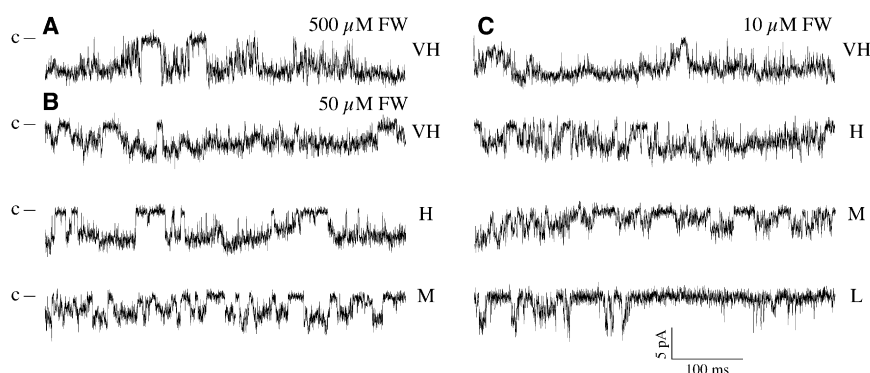 A 500 µM FW
c – VH
B 50 µM FW
c – VH
c – H
c – M
C 10 µM FW
VH
H
M
L
5 pA
100 ms